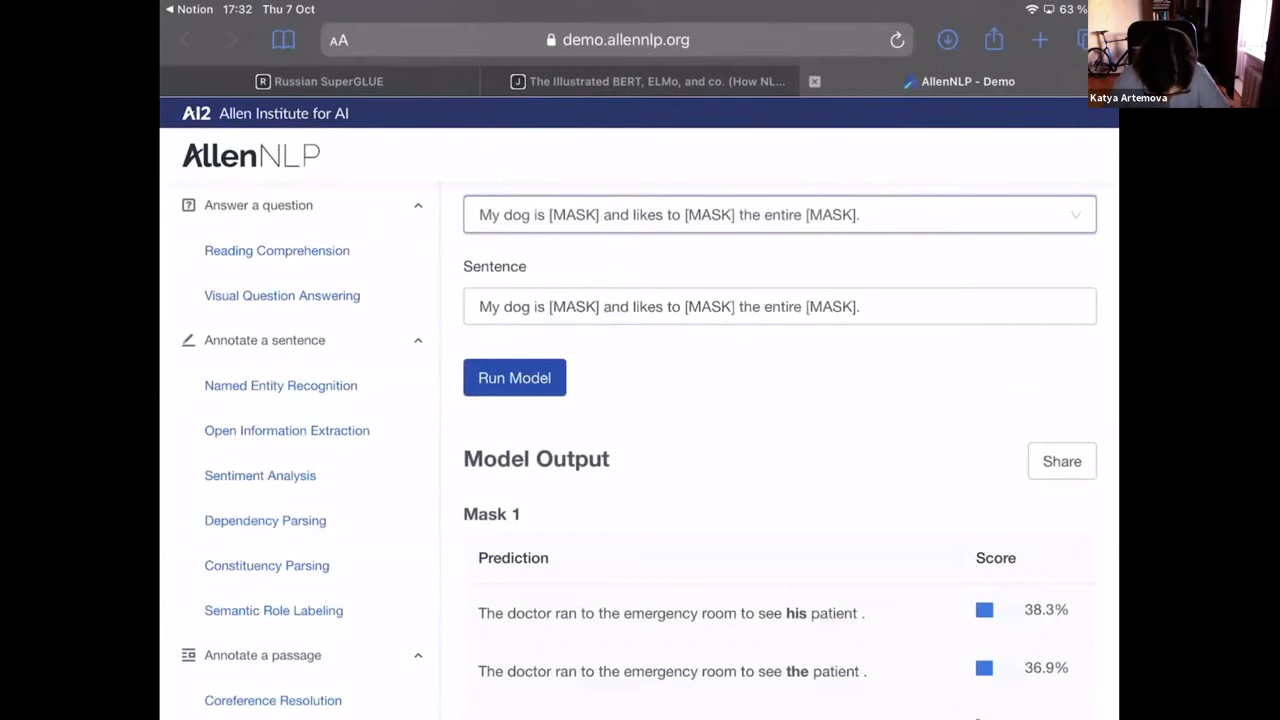 Notion 17:32 Thu 7 Oct 63 %
AA demo.allennlp.org
R Russian SuperGLUE J The Illustrated BERT, ELMo, and co. (How NL... AllenNLP - Demo
Katya Artemova
AI2 Allen Institute for AI
AllenNLP
Answer a question
Reading Comprehension
Visual Question Answering
Annotate a sentence
Named Entity Recognition
Open Information Extraction
Sentiment Analysis
Dependency Parsing
Constituency Parsing
Semantic Role Labeling
Annotate a passage
Coreference Resolution
My dog is [MASK] and likes to [MASK] the entire [MASK].
Sentence
My dog is [MASK] and likes to [MASK] the entire [MASK].
Run Model
Model Output
Share
Mask 1
Prediction Score
The doctor ran to the emergency room to see his patient . 38.3%
The doctor ran to the emergency room to see the patient . 36.9%